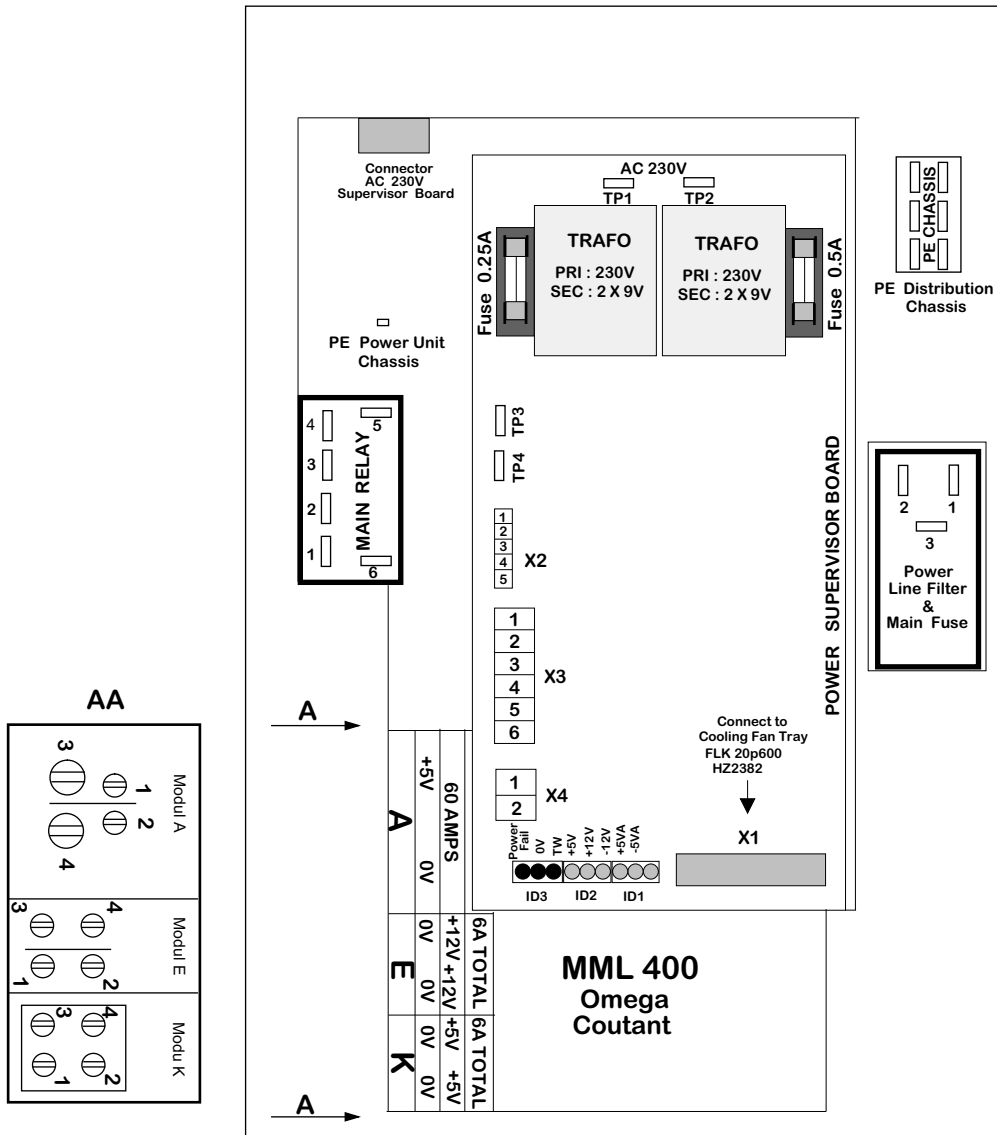 Connector
AC 230V
Supervisor Board
AC 230V
TP1
TP2
TRAFO
PRI : 230V
SEC : 2 X 9V
TRAFO
PRI : 230V
SEC : 2 X 9V
Fuse 0.25A
Fuse 0.5A
PE CHASSIS
PE Distribution
Chassis
PE Power Unit
Chassis
4
3
2
1
5
6
MAIN RELAY
TP3
TP4
1
2
3
4
5
X2
1
2
3
4
5
6
X3
1
2
X4
POWER SUPERVISOR BOARD
2
1
3
Power
Line Filter
&
Main Fuse
Connect to
Cooling Fan Tray
FLK 20p600
HZ2382
X1
Power
Fail
0V
TW
+5V
+12V
-12V
+5VA
-5VA
ID3
ID2
ID1
A
A
60 AMPS
+5V
0V
A
6A TOTAL
+12V +12V
0V
0V
E
6A TOTAL
+5V
+5V
0V
0V
K
MML 400
Omega
Coutant
AA
3
1
2
4
Modul A
3
4
1
2
Modul E
3
4
1
2
Modu K